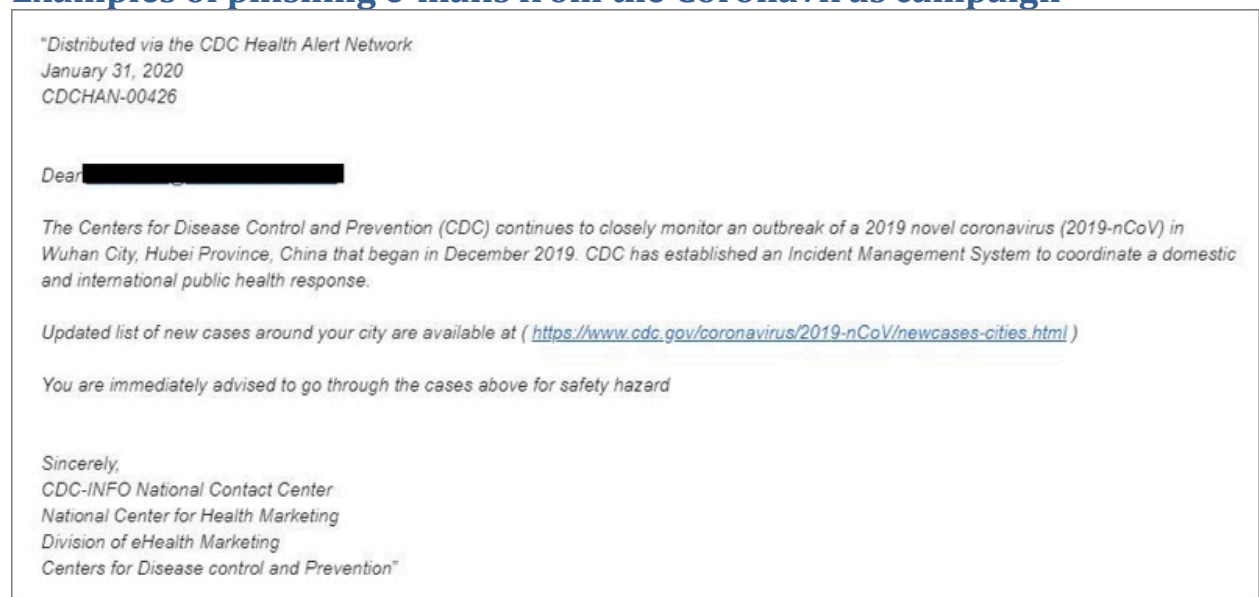 Examples of phishing e-mails from the Coronavirus campaign
"Distributed via the CDC Health Alert Network
January 31, 2020
CDCHAN-00426
Dear
The Centers for Disease Control and Prevention (CDC) continues to closely monitor an outbreak of a 2019 novel coronavirus (2019-nCoV) in
Wuhan City, Hubei Province, China that began in December 2019. CDC has established an Incident Management System to coordinate a domestic
and international public health response.
Updated list of new cases around your city are available at ( https://www.cdc.gov/coronavirus/2019-nCoV/newcases-cities.html )
You are immediately advised to go through the cases above for safety hazard
Sincerely,
CDC-INFO National Contact Center
National Center for Health Marketing
Division of eHealth Marketing
Centers for Disease control and Prevention"